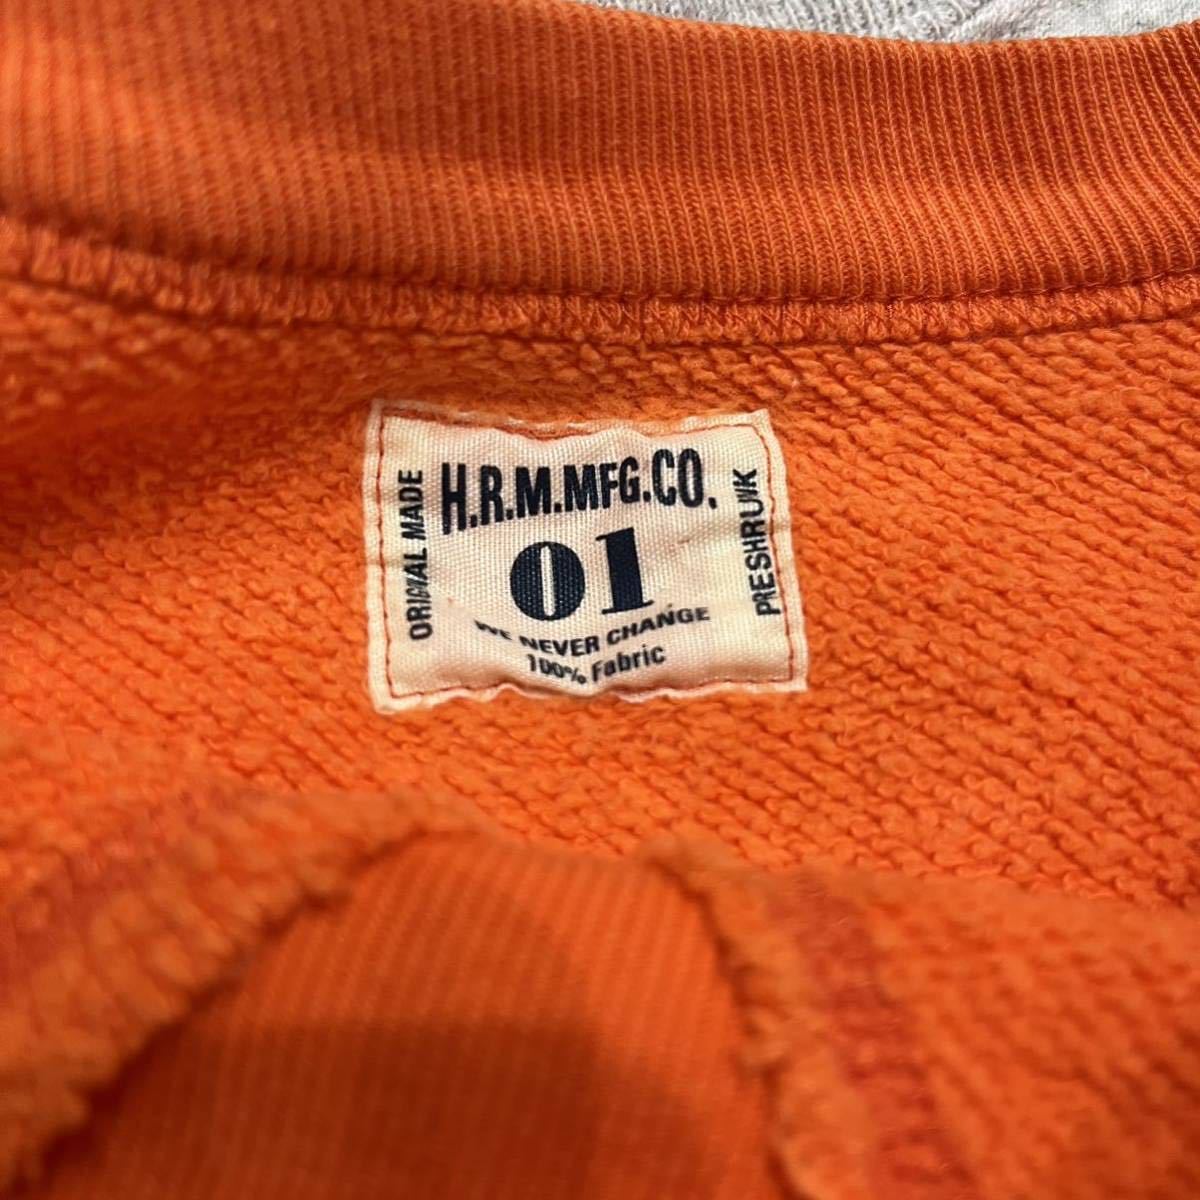 H.R.M.MFG.CO.
ORIGINAL MADE
01
PRESHRUNK
WE NEVER CHANGE
100% Fabric